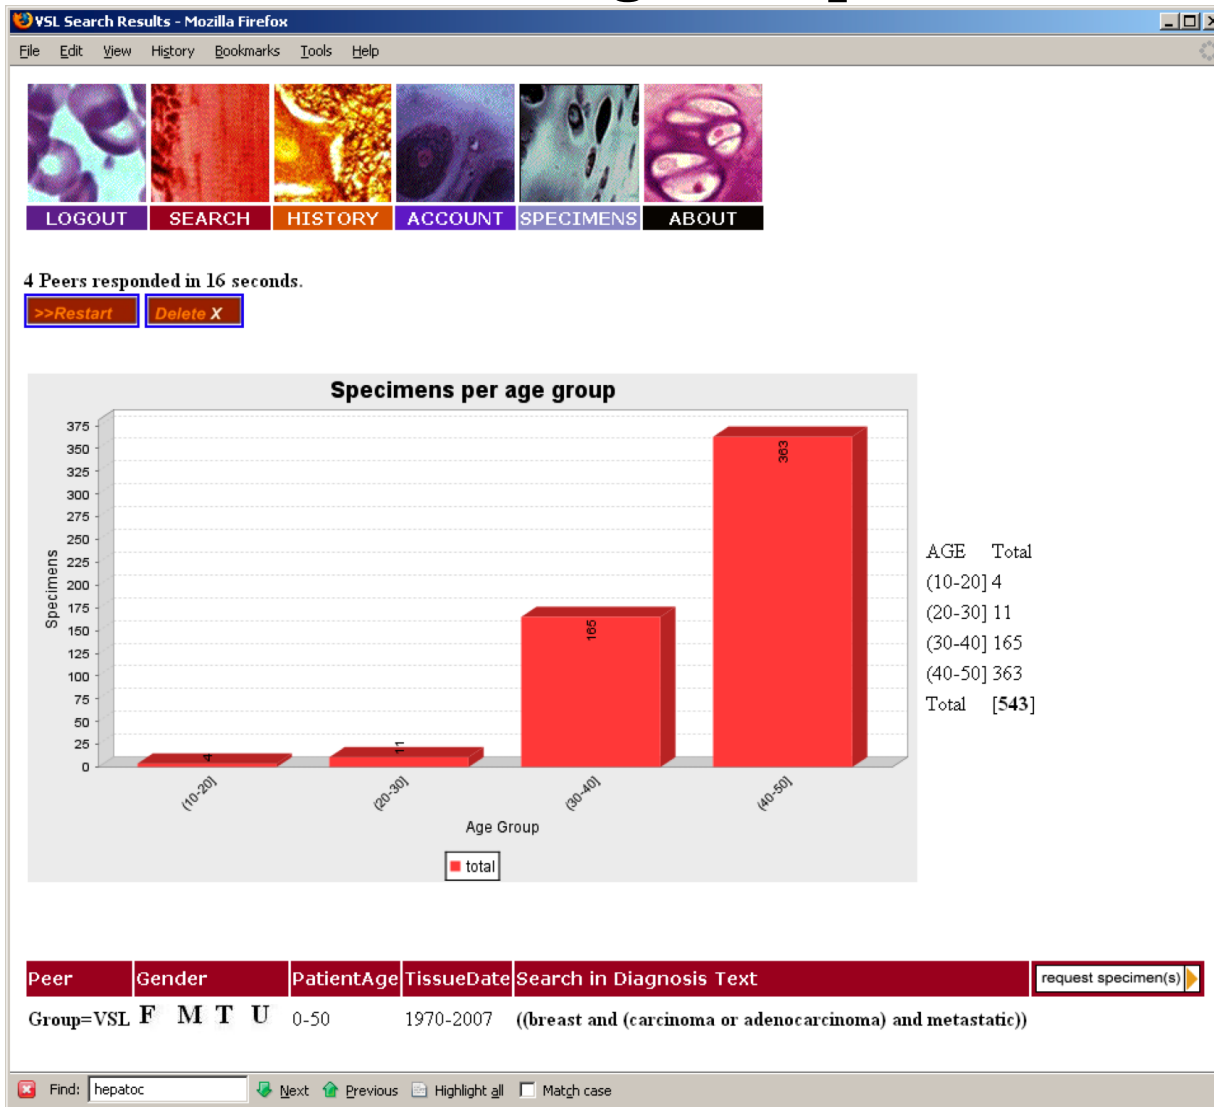 VSL Search Results - Mozilla Firefox
File Edit View History Bookmarks Tools Help
LOGOUT SEARCH HISTORY ACCOUNT SPECIMENS ABOUT
4 Peers responded in 16 seconds.
>>Restart Delete X
Specimens per age group
375
350
325
300
275
250
225
200
175
150
125
100
75
50
25
0
Specimens
4
11
165
363
(10-20]
(20-30]
(30-40]
(40-50]
Age Group
total
AGE Total
(10-20] 4
(20-30] 11
(30-40] 165
(40-50] 363
Total [543]
Peer Gender PatientAge TissueDate Search in Diagnosis Text request specimen(s)
Group=VSL F M T U 0-50 1970-2007 ((breast and (carcinoma or adenocarcinoma) and metastatic))
Find: hepatoc Next Previous Highlight all Match case